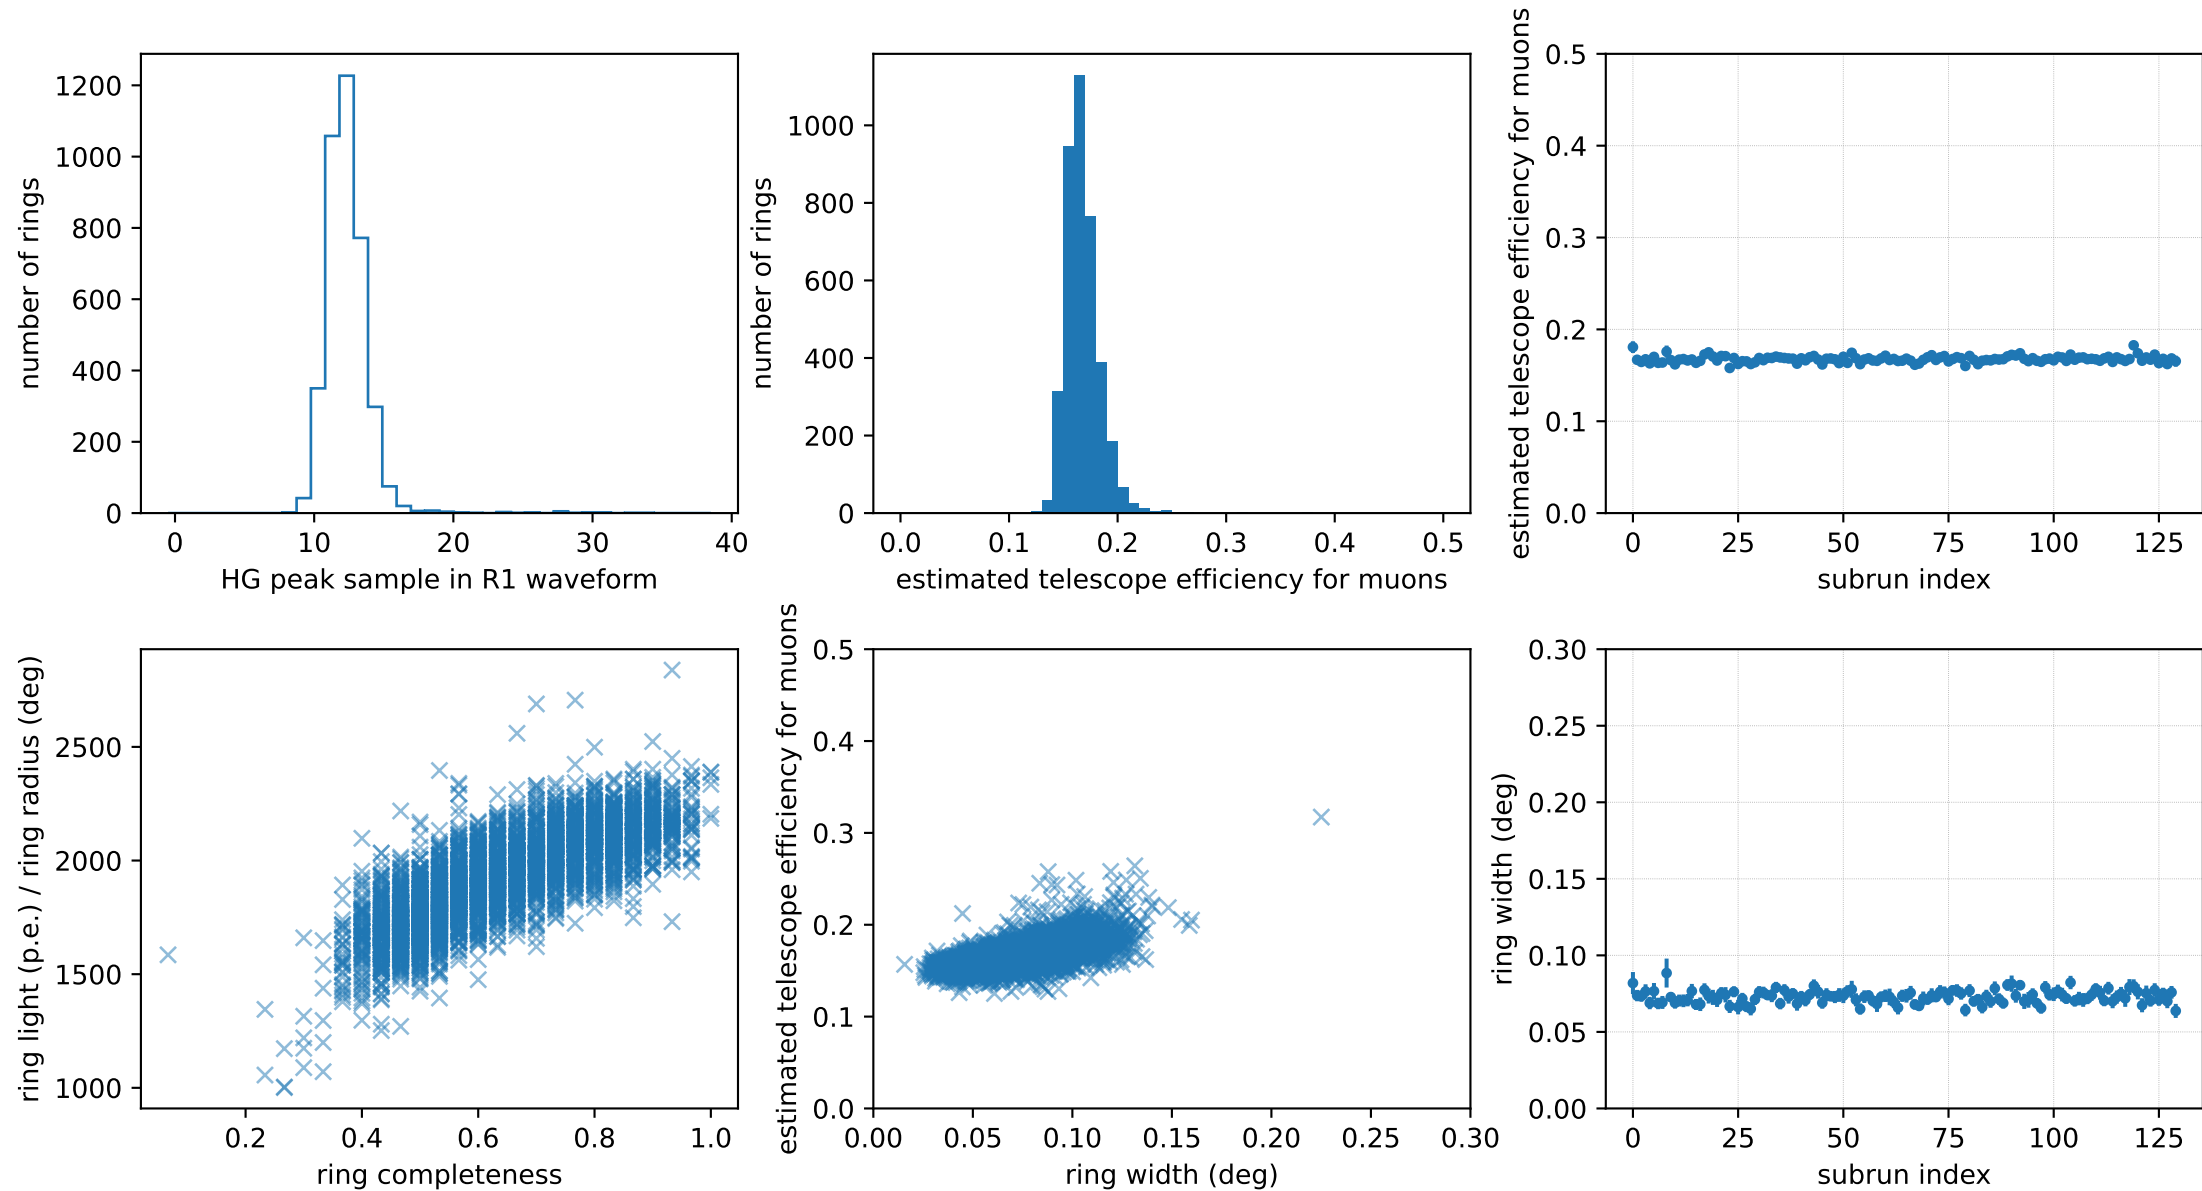 1200
1000
800
600
400
200
0
number of rings
0 10 20 30 40
HG peak sample in R1 waveform
1000
800
600
400
200
0
number of rings
0.0 0.1 0.2 0.3 0.4 0.5
estimated telescope efficiency for muons
0.5
0.4
0.3
0.2
0.1
0.0
estimated telescope efficiency for muons
0 25 50 75 100 125
subrun index
2500
2000
1500
1000
ring light (p.e.) / ring radius (deg)
0.2 0.4 0.6 0.8 1.0
ring completeness
0.5
0.4
0.3
0.2
0.1
0.0
estimated telescope efficiency for muons
0.00 0.05 0.10 0.15 0.20 0.25 0.30
ring width (deg)
0.30
0.25
0.20
0.15
0.10
0.05
0.00
ring width (deg)
0 25 50 75 100 125
subrun index